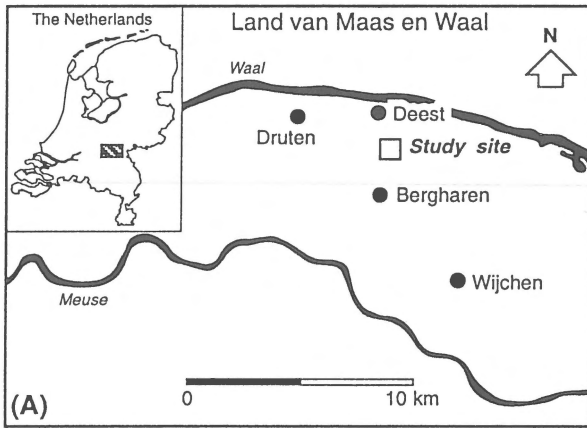 The Netherlands
Land van Maas en Waal
N
Waal
Deest
Druten
Study site
Bergharen
Wijchen
Meuse
(A)
0 10 km